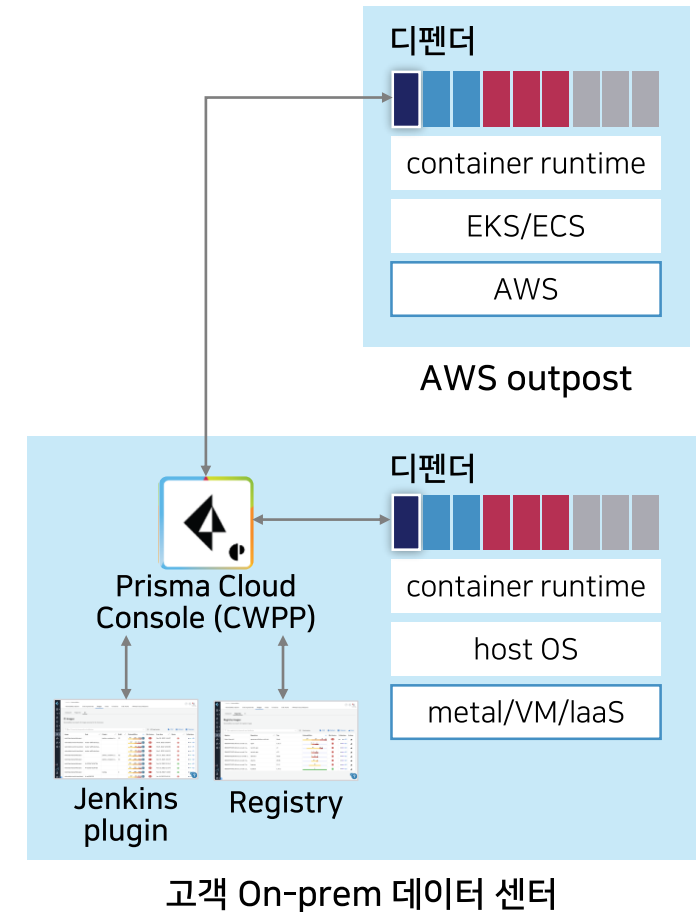 디펜더
container runtime
EKS/ECS
AWS
AWS outpost
디펜더
container runtime
host OS
metal/VM/IaaS
Prisma Cloud
Console (CWPP)
Jenkins
plugin
Registry
고객 On-prem 데이터 센터